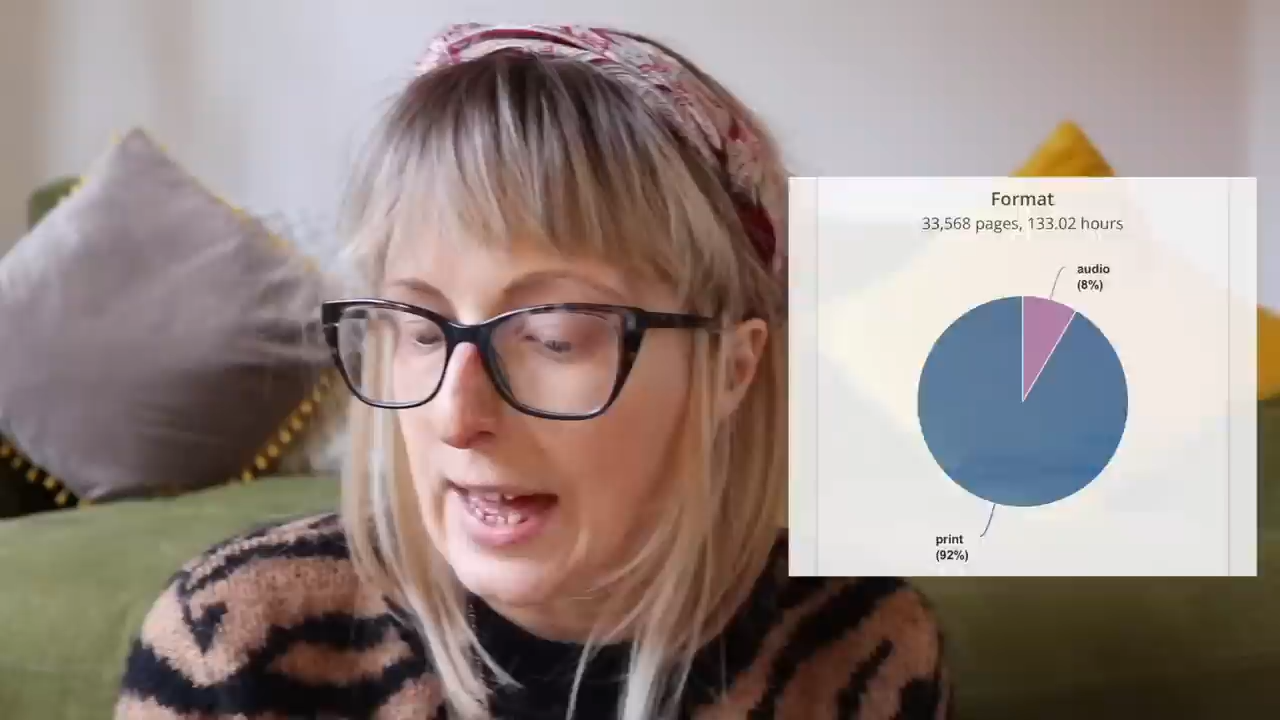 Format
33,568 pages, 133.02 hours
audio
(8%)
print
(92%)